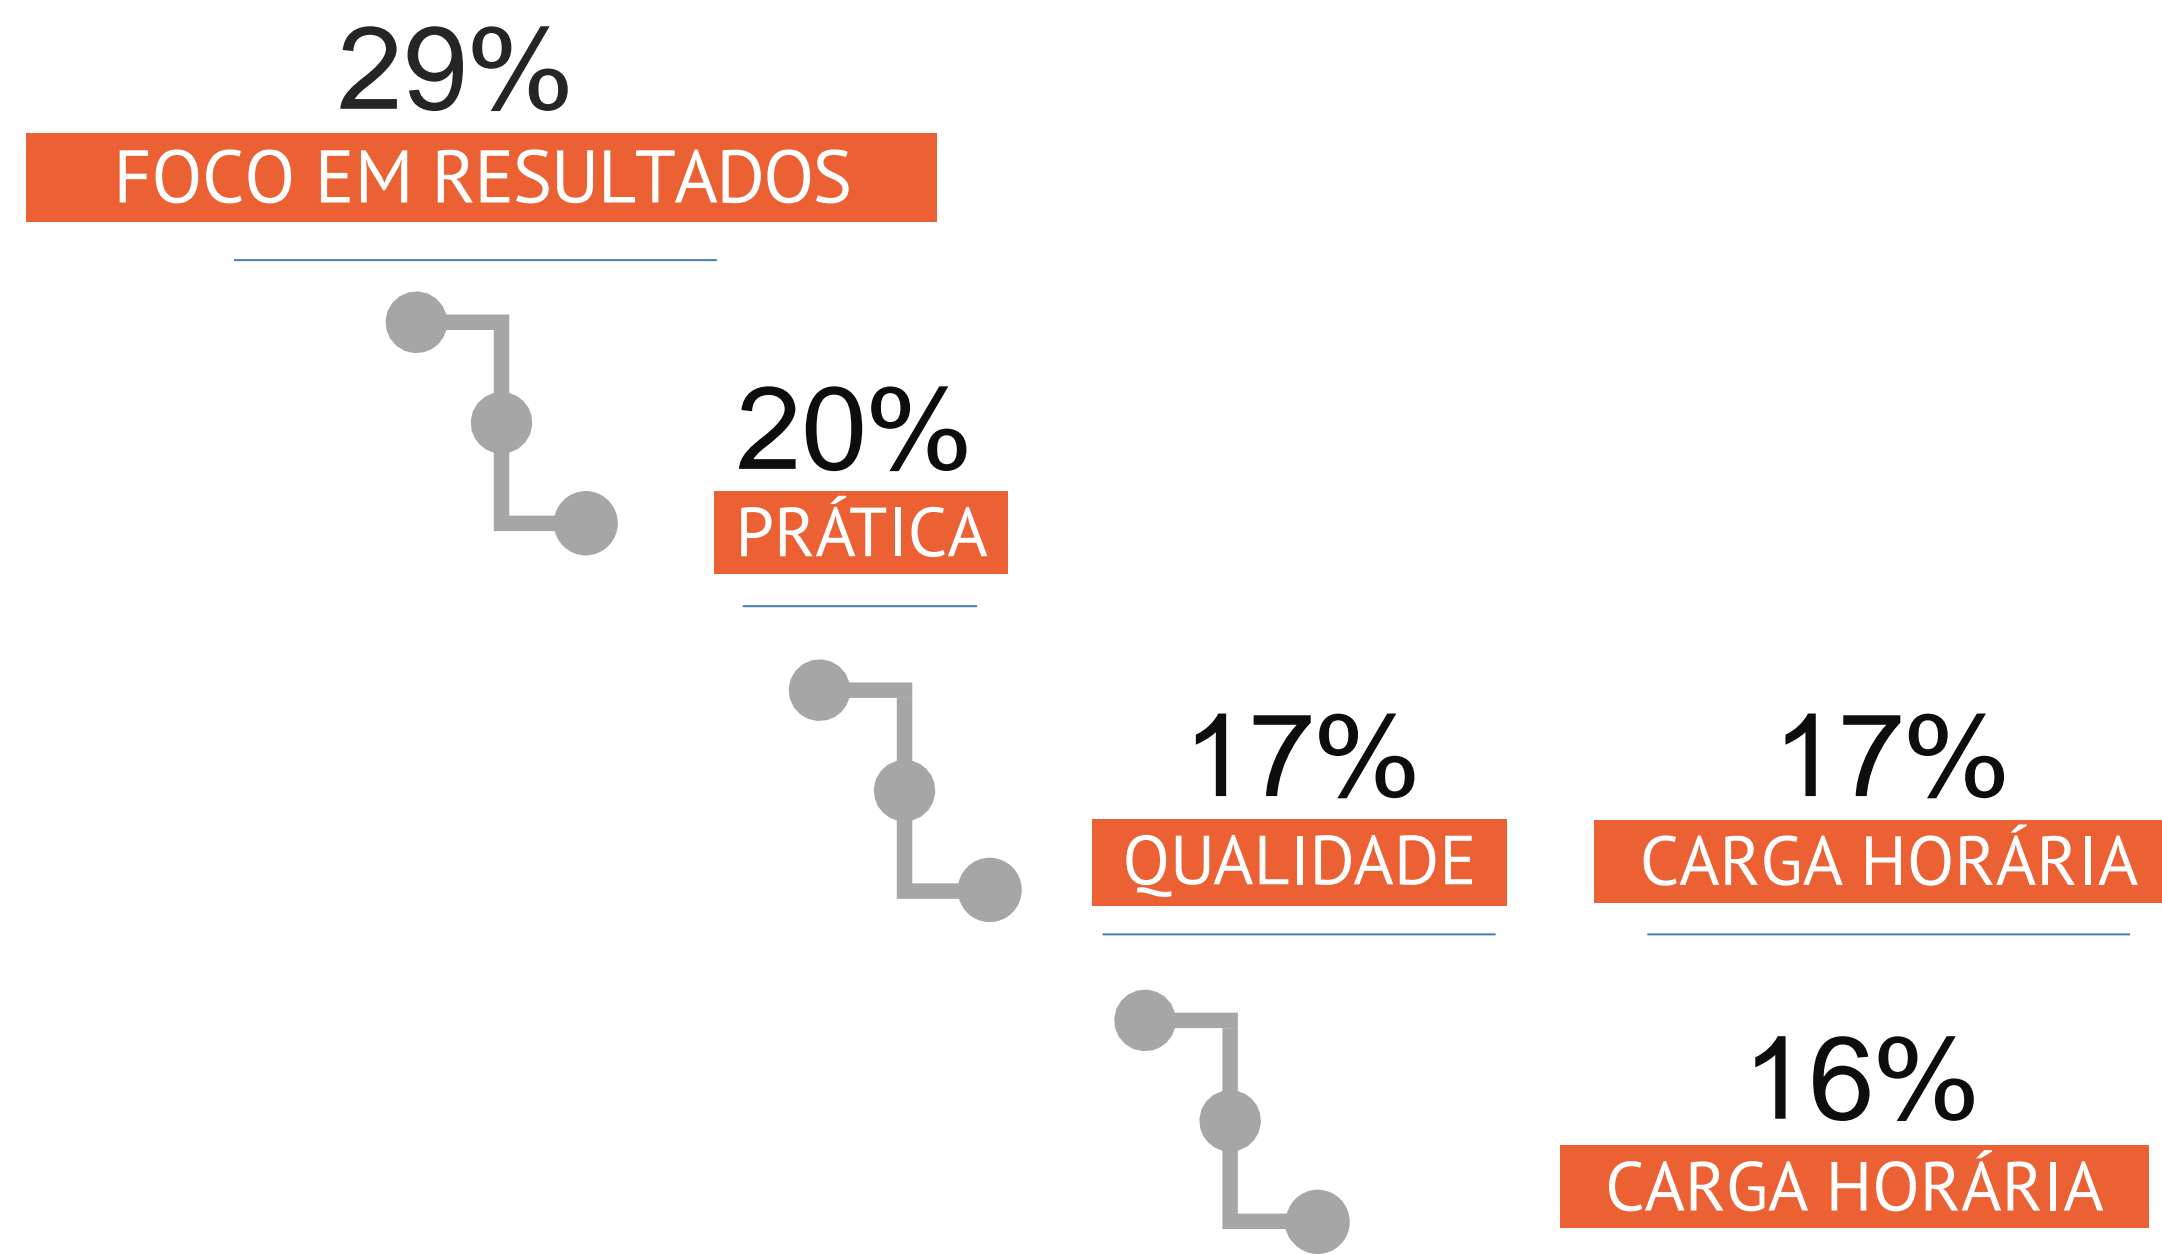 29%
FOCO EM RESULTADOS
20%
PRÁTICA
17%
QUALIDADE
17%
CARGA HORÁRIA
16%
CARGA HORÁRIA